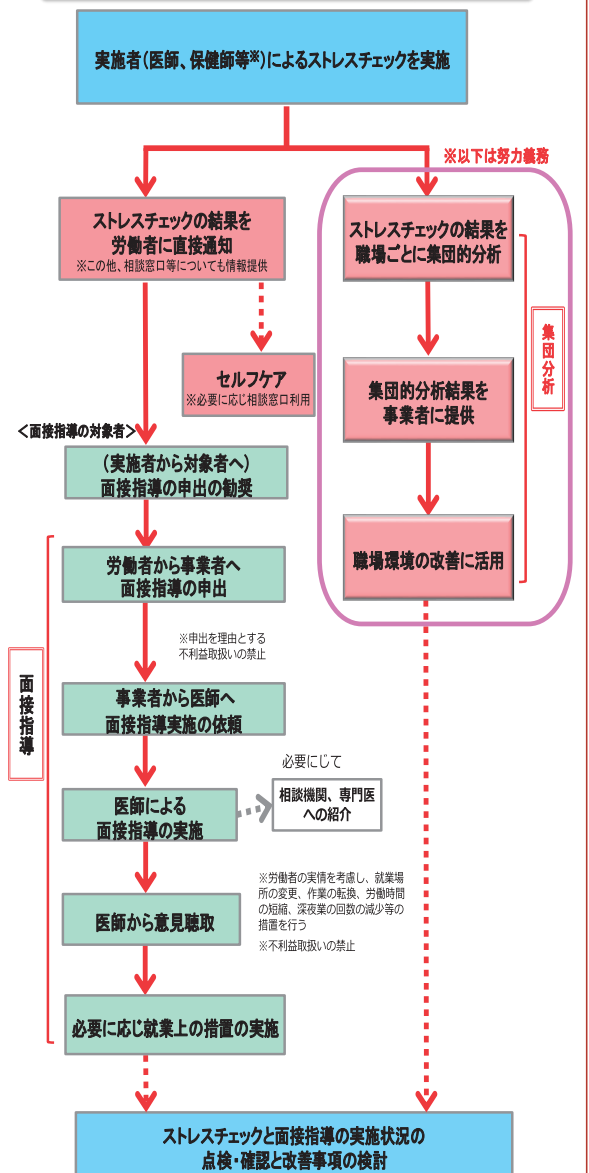 実施者(医師、保健師等※)によるストレスチェックを実施
※以下は努力義務
ストレスチェックの結果を
労働者に直接通知
※この他、相談窓口等についても情報提供
ストレスチェックの結果を
職場ごとに集団的分析
集団分析
セルフケア
※必要に応じ相談窓口利用
集団的分析結果を
事業者に提供
＜面接指導の対象者＞
(実施者から対象者へ)
面接指導の申出の勧奨
職場環境の改善に活用
労働者から事業者へ
面接指導の申出
※申出を理由とする
不利益取扱いの禁止
面接指導
事業者から医師へ
面接指導実施の依頼
必要にじて
医師による
面接指導の実施
相談機関、専門医
への紹介
※労働者の実情を考慮し、就業場
所の変更、作業の転換、労働時間
の短縮、深夜業の回数の減少等の
措置を行う
※不利益取扱いの禁止
医師から意見聴取
必要に応じ就業上の措置の実施
ストレスチェックと面接指導の実施状況の
点検・確認と改善事項の検討